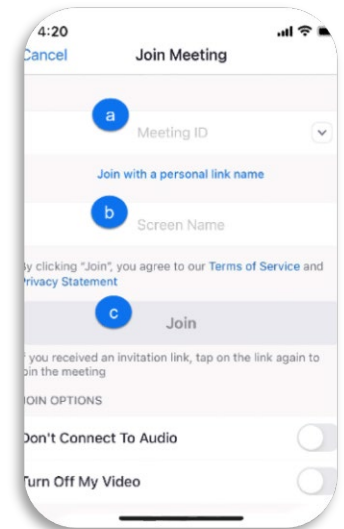 4:20
Cancel Join Meeting
a
Meeting ID
Join with a personal link name
b
Screen Name
By clicking "Join", you agree to our Terms of Service and
Privacy Statement
c
Join
f you received an invitation link, tap on the link again to
oin the meeting
JOIN OPTIONS
Don't Connect To Audio
Turn Off My Video